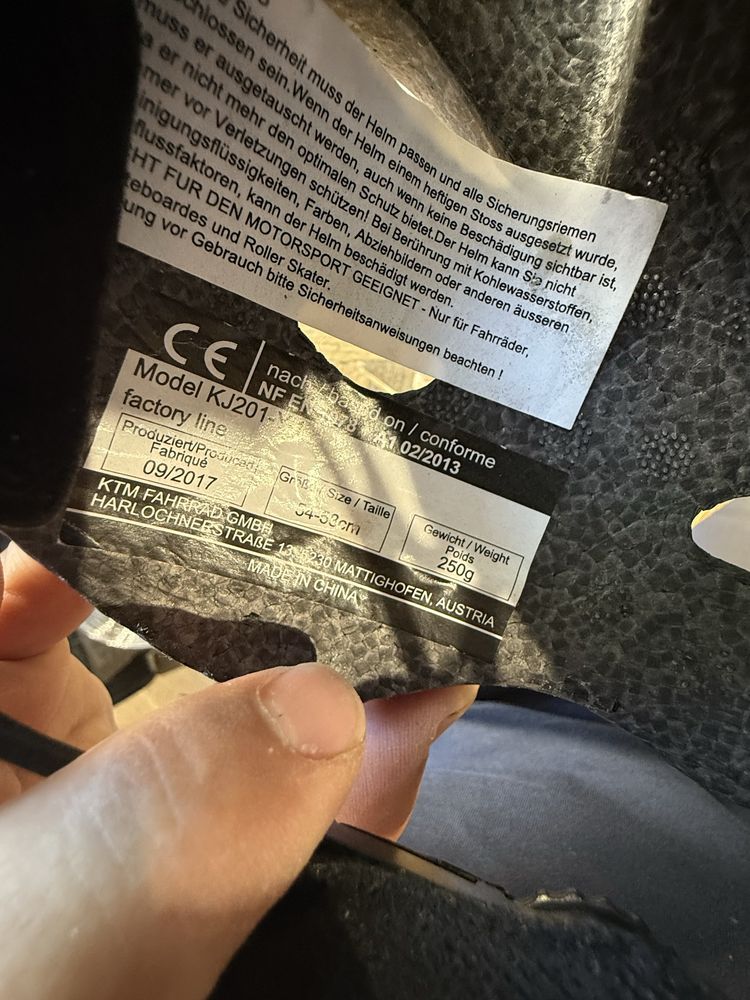 Sicherheit muss der Helm passen und alle Sicherungsriemen
schlossen sein.Wenn der Helm einem heftigen Stoss ausgesetzt wurde,
muss er ausgetauscht werden, auch wenn keine Beschädigung sichtbar ist,
er nicht mehr den optimalen Schutz bietet.Der Helm kann Sie nicht
mer vor Verletzungen schützen! Bei Berührung mit Kohlewasserstoffen,
inigungsflüssigkeiten, Farben, Abziehbildern oder anderen äusseren
flussfaktoren, kann der Helm beschädigt werden.
HT FUR DEN MOTORSPORT GEEIGNET - Nur für Fahrräder,
eboardes und Roller Skater.
ung vor Gebrauch bitte Sicherheitsanweisungen beachten !
CE
nach / based on / conforme
NF EN 02/2013
Model KJ201-
factory line
Produziert/Produced/
Fabriqué
09/2017
Größe / Size / Taille
54-58cm
Gewicht / Weight
Poids
250g
KTM FAHRRAD GMBH
HARLOCHNERSTRAßE 13, 5230 MATTIGHOFEN, AUSTRIA
MADE IN CHINA